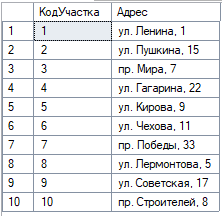 КодУчастка Адрес
1 1 ул. Ленина, 1
2 2 ул. Пушкина, 15
3 3 пр. Мира, 7
4 4 ул. Гагарина, 22
5 5 ул. Кирова, 9
6 6 ул. Чехова, 11
7 7 пр. Победы, 33
8 8 ул. Лермонтова, 5
9 9 ул. Советская, 17
10 10 пр. Строителей, 8